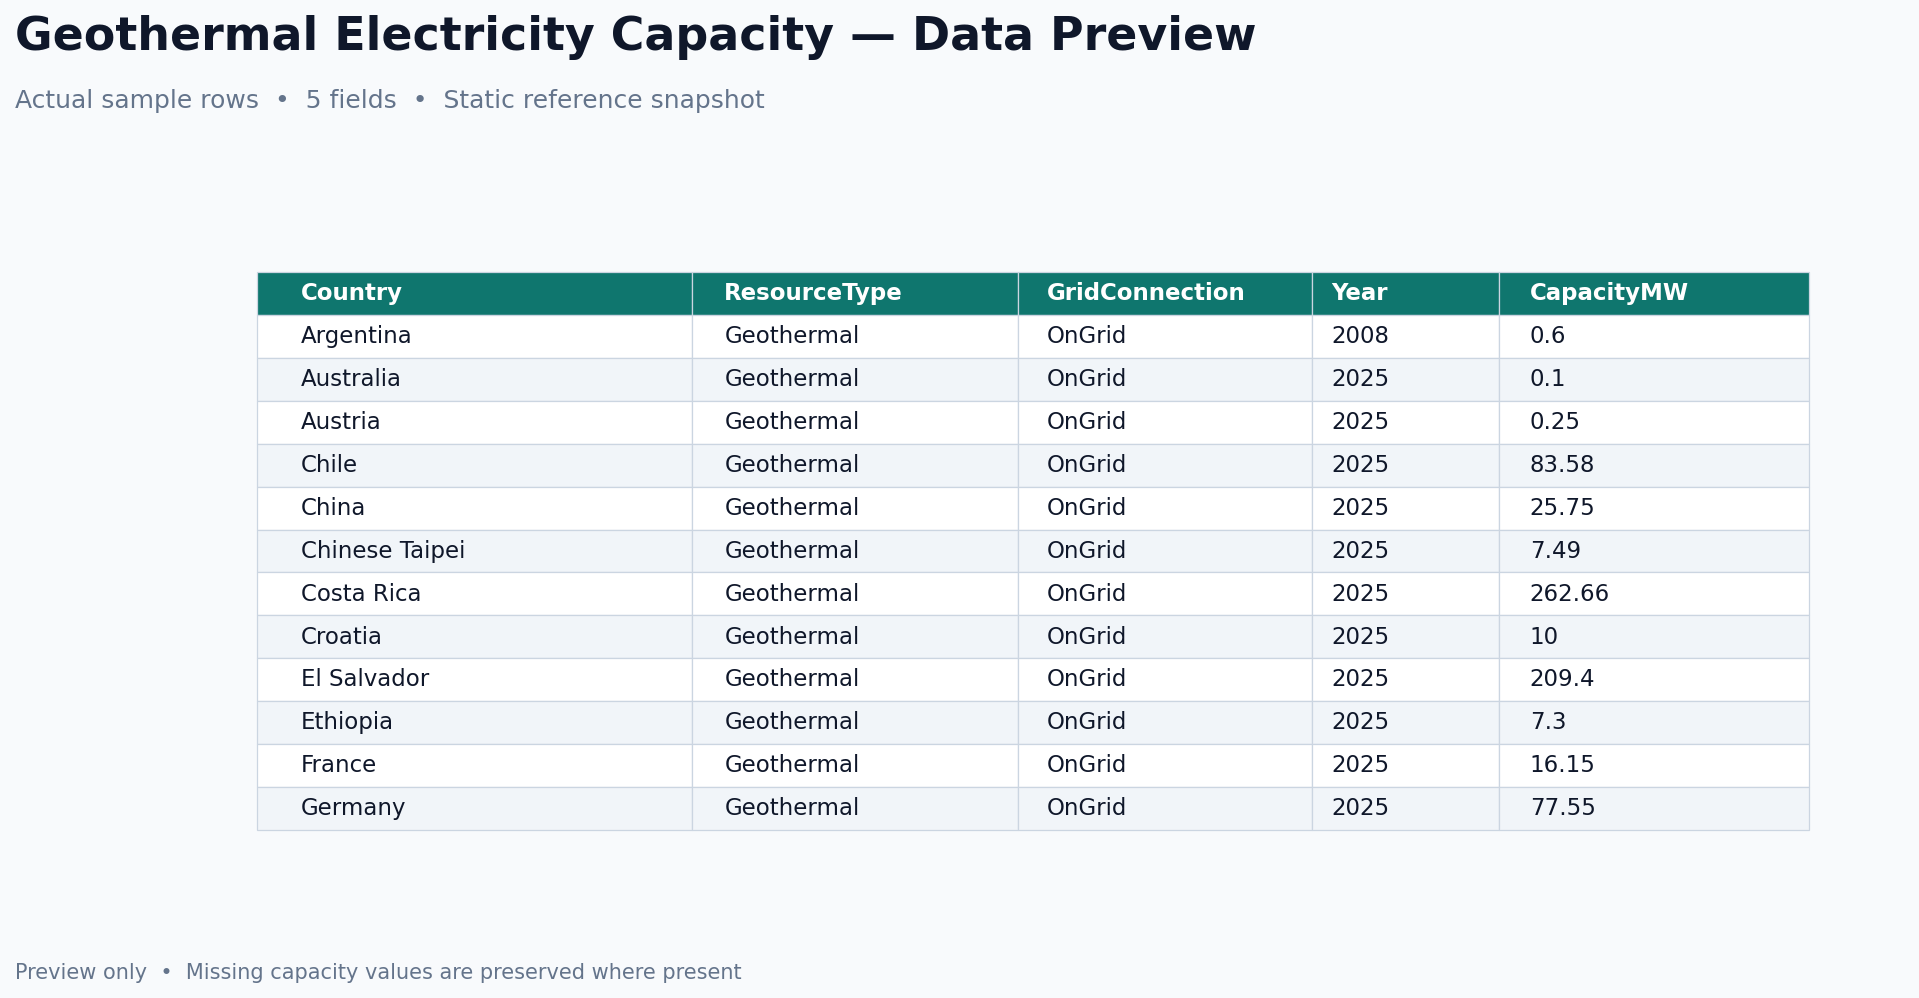 Geothermal Electricity Capacity — Data Preview
Actual sample rows • 5 fields • Static reference snapshot
Country ResourceType GridConnection Year CapacityMW
Argentina Geothermal OnGrid 2008 0.6
Australia Geothermal OnGrid 2025 0.1
Austria Geothermal OnGrid 2025 0.25
Chile Geothermal OnGrid 2025 83.58
China Geothermal OnGrid 2025 25.75
Chinese Taipei Geothermal OnGrid 2025 7.49
Costa Rica Geothermal OnGrid 2025 262.66
Croatia Geothermal OnGrid 2025 10
El Salvador Geothermal OnGrid 2025 209.4
Ethiopia Geothermal OnGrid 2025 7.3
France Geothermal OnGrid 2025 16.15
Germany Geothermal OnGrid 2025 77.55
Preview only • Missing capacity values are preserved where present